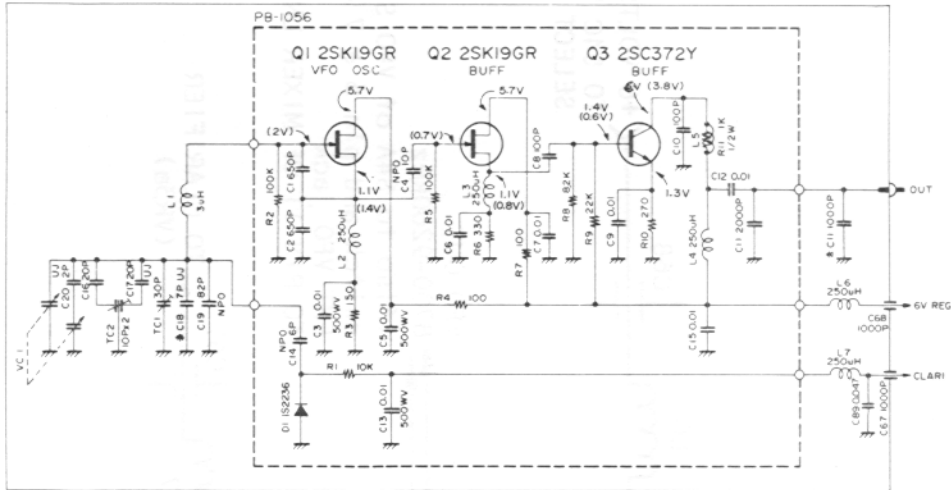 PB-1056
Q1 2SK19GR
VFO OSC
Q2 2SK19GR
BUFF
Q3 2SC372Y
BUFF
5.7V
5.7V
6V (3.8V)
(2V)
(0.7V)
1.4V
(0.6V)
1.1V
(1.4V)
1.1V
(0.8V)
1.3V
L1
3uH
R2
100K
C1 650P
C2 650P
250uH
L2
C4 10P
NPO
100K
R5
L3
250uH
C6 0.01
R6 330
C7 0.01
R7
100
C8 100P
R8
82K
R9
22K
C9 0.01
R10 270
C10 100P
L5
R11 1K
1/2W
C12 0.01
L4 250uH
C11 2000P
C11 1000P
OUT
UJ
C20 2P
C16 20P
C17 20P
UJ
TC2
10P×2
TC1 30P
C18 7P UJ
C19 82P
NPO
VC1
C3 0.01
500WV
R3 150
C5 0.01
500WV
R4 100
C15 0.01
L6
250uH
6V REG
C68
1000P
NPO
C14 6P
R1 10K
L7
250uH
CLARI
D1 1S2236
C13 0.01
500WV
C89 0.047
C67 1000P